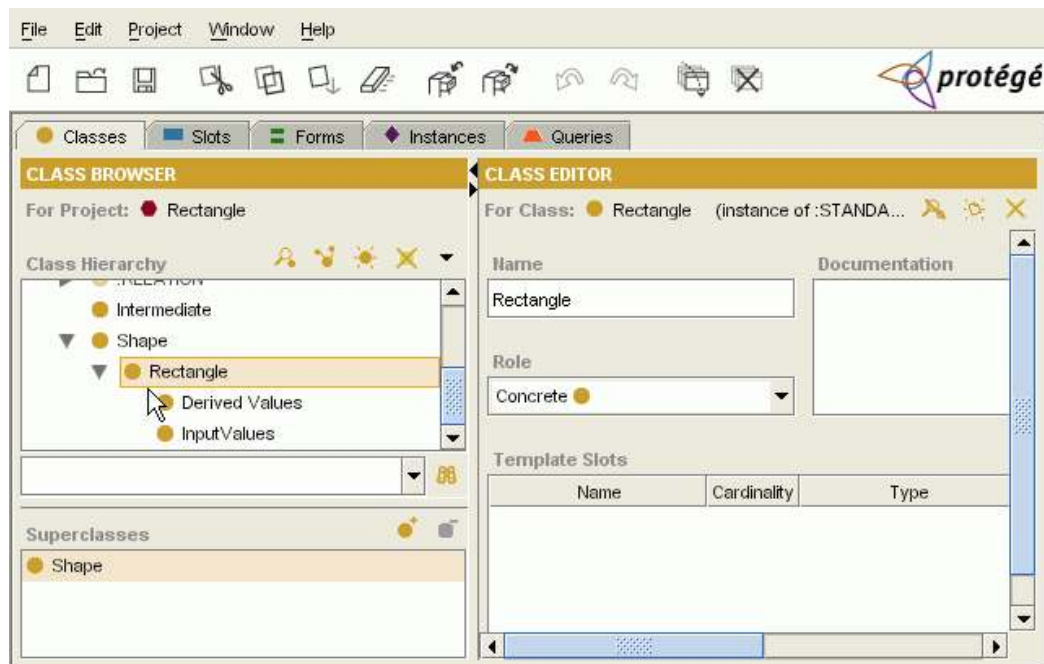 File Edit Project Window Help
protégé
Classes Slots Forms Instances Queries
CLASS BROWSER
For Project: Rectangle
Class Hierarchy
:RELATION
Intermediate
Shape
Rectangle
Derived Values
InputValues
Superclasses
Shape
CLASS EDITOR
For Class: Rectangle (instance of :STANDA...
Name
Documentation
Rectangle
Role
Concrete
Template Slots
Name Cardinality Type